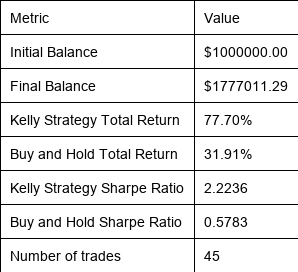 Metric Value
Initial Balance $1000000.00
Final Balance $1777011.29
Kelly Strategy Total Return 77.70%
Buy and Hold Total Return 31.91%
Kelly Strategy Sharpe Ratio 2.2236
Buy and Hold Sharpe Ratio 0.5783
Number of trades 45